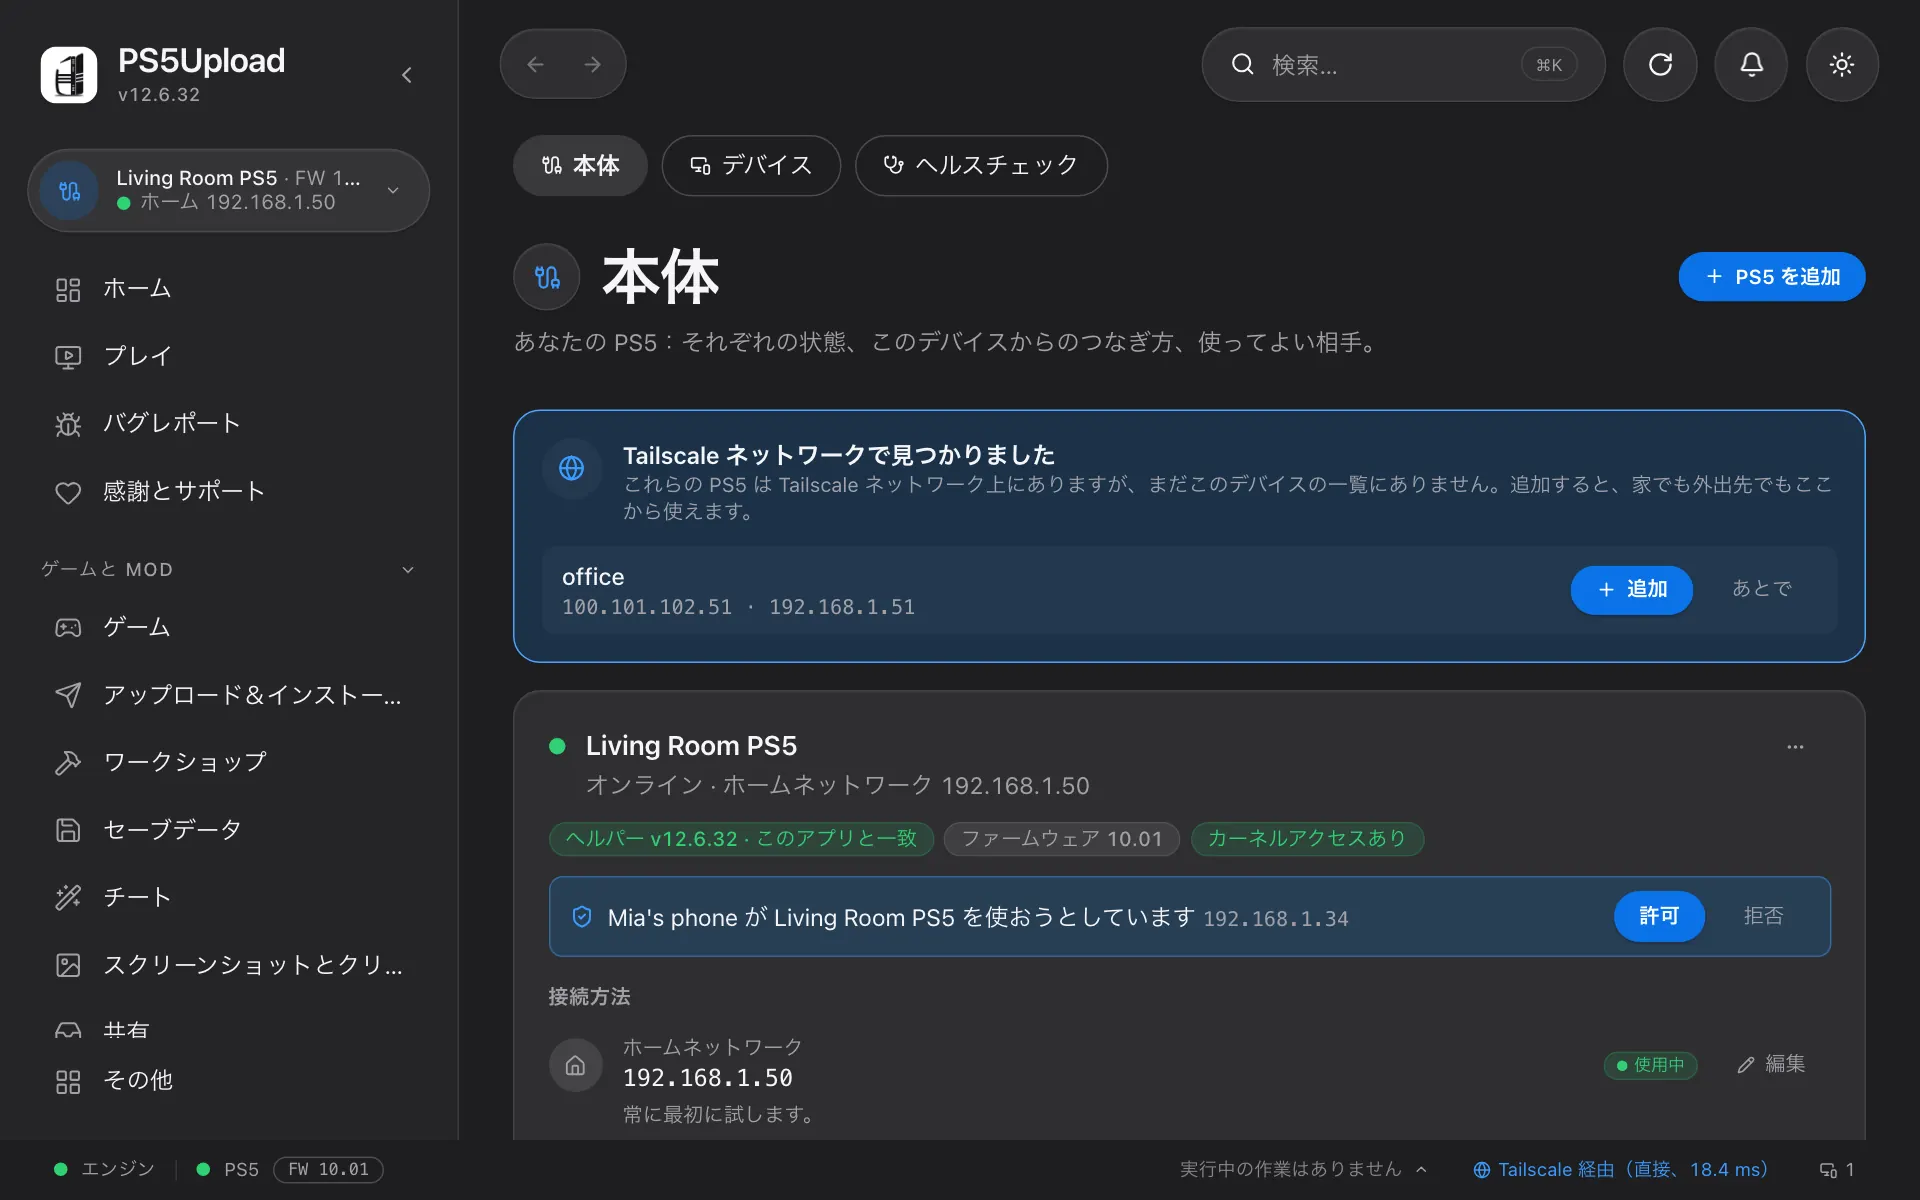 PS5Upload
v12.6.32
Living Room PS5 · FW 1...
ホーム 192.168.1.50
ホーム
プレイ
バグレポート
感謝とサポート
ゲームと MOD
ゲーム
アップロード＆インストー...
ワークショップ
セーブデータ
チート
スクリーンショットとクリ...
共有
その他
検索...
⌘K
本体
デバイス
ヘルスチェック
本体
PS5 を追加
あなたの PS5：それぞれの状態、このデバイスからのつなぎ方、使ってよい相手。
Tailscale ネットワークで見つかりました
これらの PS5 は Tailscale ネットワーク上にありますが、まだこのデバイスの一覧にありません。追加すると、家でも外出先でもここ
から使えます。
office
100.101.102.51 · 192.168.1.51
追加
あとで
Living Room PS5
オンライン · ホームネットワーク 192.168.1.50
ヘルパー v12.6.32 · このアプリと一致
ファームウェア 10.01
カーネルアクセスあり
Mia's phone が Living Room PS5 を使おうとしています 192.168.1.34
許可
拒否
接続方法
ホームネットワーク
192.168.1.50
常に最初に試します。
使用中
編集
エンジン
PS5
FW 10.01
実行中の作業はありません
Tailscale 経由（直接、18.4 ms）
1